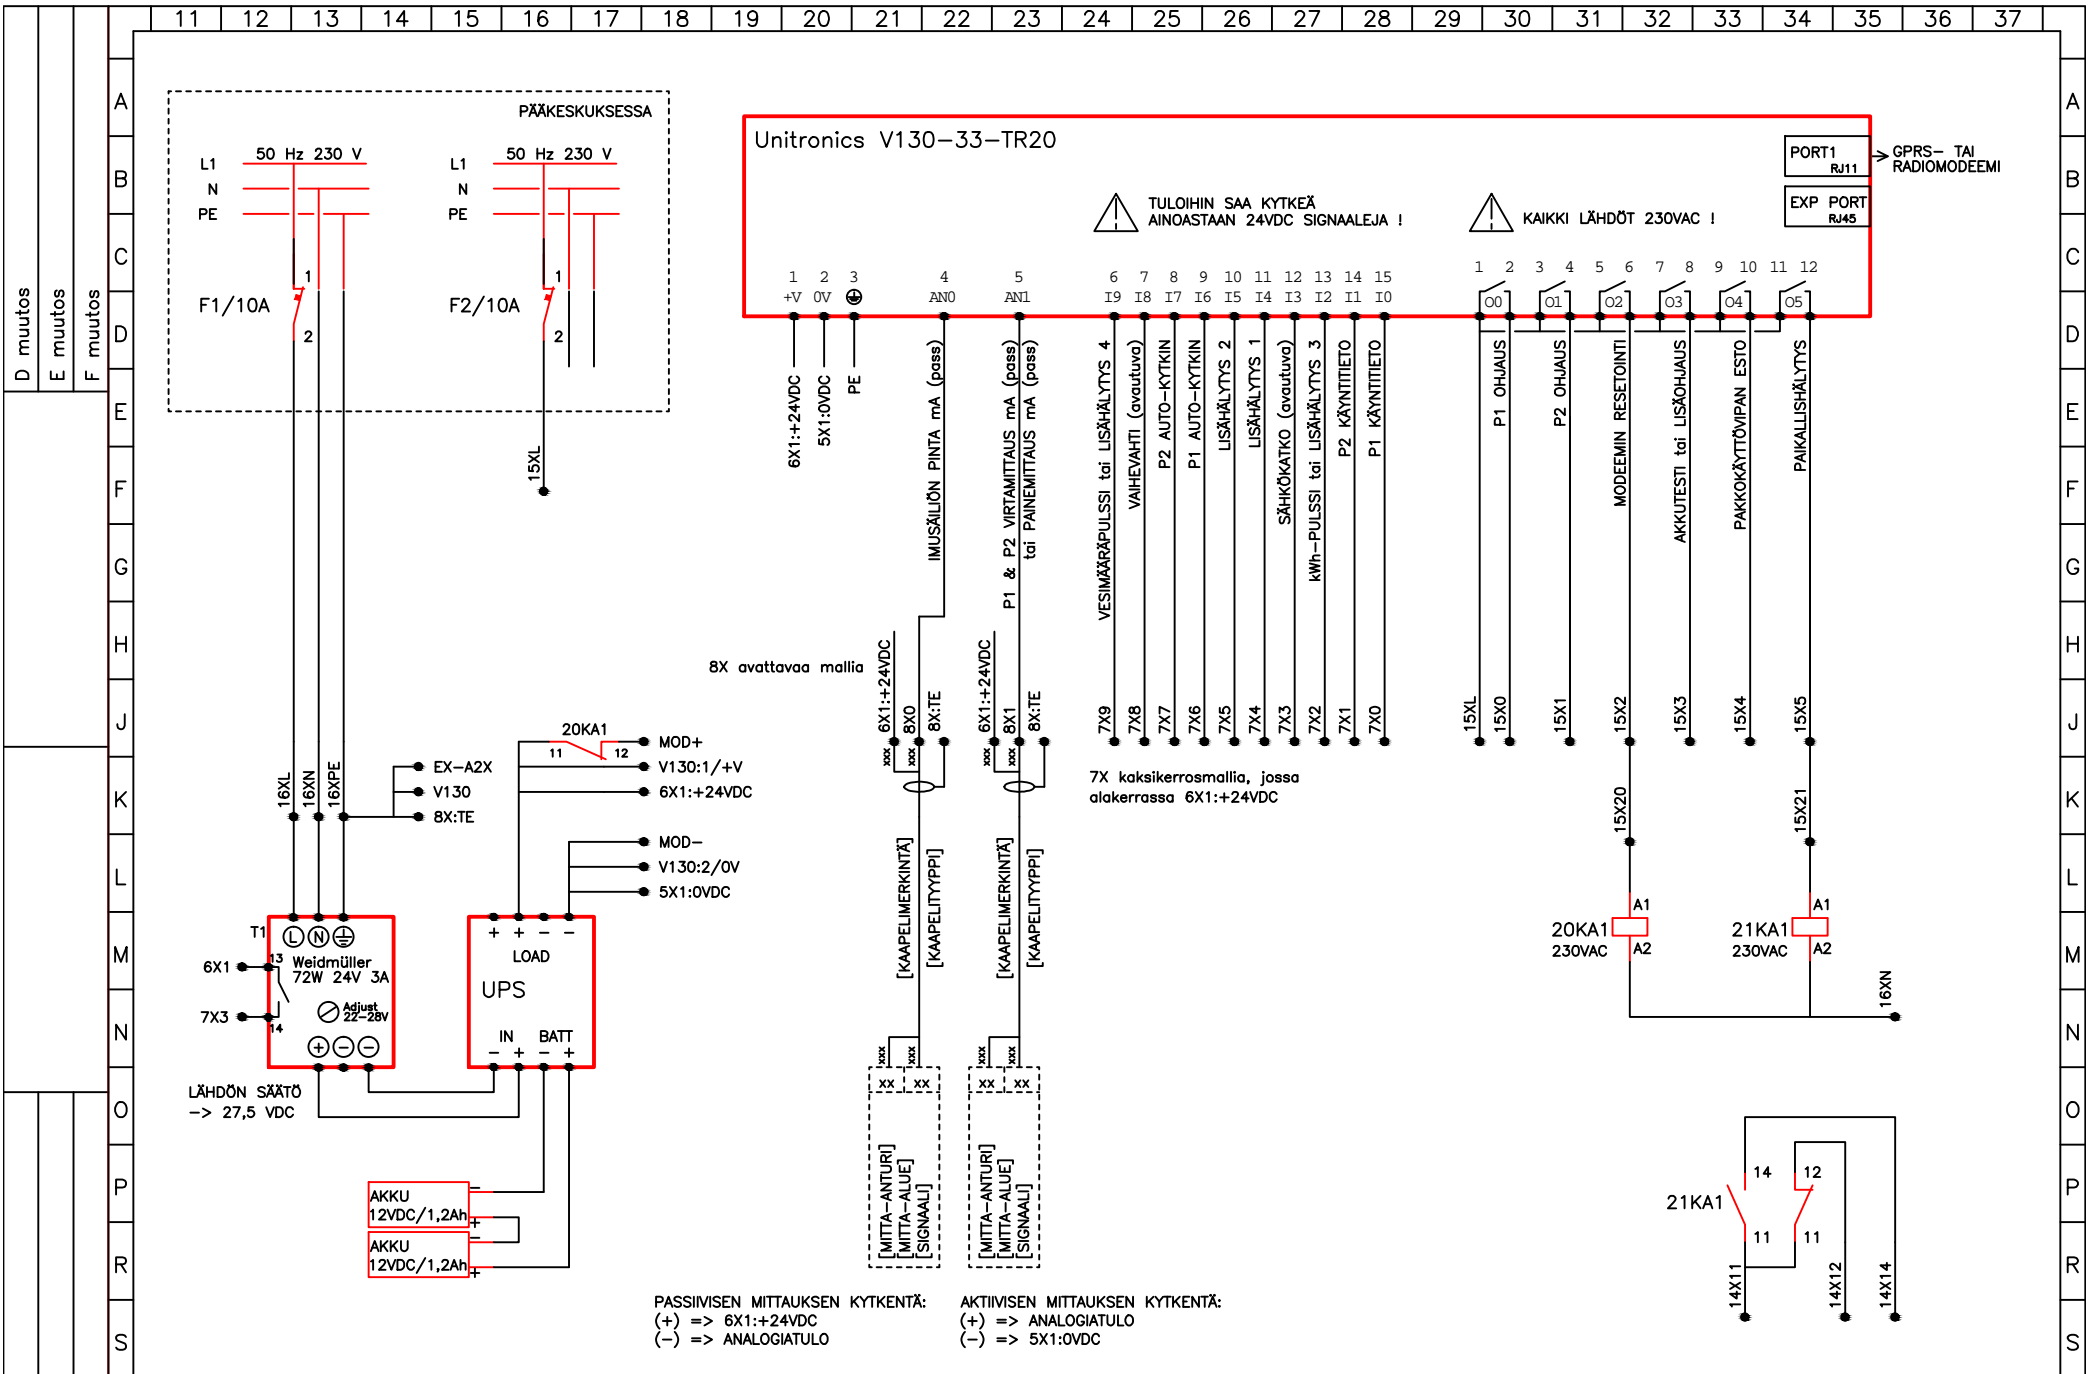 11 12 13 14 15 16 17 18 19 20 21 22 23 24 25 26 27 28 29 30 31 32 33 34 35 36 37
D muutos
E muutos
F muutos
A
B
C
D
E
F
G
H
J
K
L
M
N
O
P
R
S
A
B
C
D
E
F
G
H
J
K
L
M
N
O
P
R
S
PÄÄKESKUKSESSA
50 Hz 230 V
L1
N
PE
1
F1/10A
2
50 Hz 230 V
L1
N
PE
1
F2/10A
2
15XL
Unitronics V130-33-TR20
PORT1
RJ11
GPRS- TAI
RADIOMODEEMI
EXP PORT
RJ45
TULOIHIN SAA KYTKEÄ
AINOASTAAN 24VDC SIGNAALEJA !
KAIKKI LÄHDÖT 230VAC !
1 2 3 4 5 6 7 8 9 10 11 12 13 14 15
+V 0V AN0 AN1 I9 I8 I7 I6 I5 I4 I3 I2 I1 I0
1 2 3 4 5 6 7 8 9 10 11 12
O0 O1 O2 O3 O4 O5
6X1:+24VDC
5X1:0VDC
PE
IMUSÄILIÖN PINTA mA (pass)
P1 & P2 VIRTAMITTAUS mA (pass)
tai PAINEMITTAUS mA (pass)
VESIMÄÄRÄPULSSI tai LISÄHÄLYTYS 4
VAIHEVAHTI (avautuva)
P2 AUTO-KYTKIN
P1 AUTO-KYTKIN
LISÄHÄLYTYS 2
LISÄHÄLYTYS 1
SÄHKÖKATKO (avautuva)
kWh-PULSSI tai LISÄHÄLYTYS 3
P2 KÄYNTITIETO
P1 KÄYNTITIETO
P1 OHJAUS
P2 OHJAUS
MODEEMIN RESETOINTI
AKKUTESTI tai LISÄOHJAUS
PAKKOKÄYTTÖVIPAN ESTO
PAIKALLISHÄLYTYS
8X avattavaa mallia
6X1:+24VDC
8X0
8X:TE
6X1:+24VDC
8X1
8X:TE
7X9
7X8
7X7
7X6
7X5
7X4
7X3
7X2
7X1
7X0
15XL
15X0
15X1
15X2
15X3
15X4
15X5
xxx
xxx
xxx
xxx
7X kaksikerrosmallia, jossa
alakerrassa 6X1:+24VDC
16XL
16XN
16XPE
EX-A2X
V130
8X:TE
20KA1
11 12
MOD+
V130:1/+V
6X1:+24VDC
MOD-
V130:2/0V
5X1:0VDC
[KAAPELIMERKINTÄ]
[KAAPELITYYPPI]
[KAAPELIMERKINTÄ]
[KAAPELITYYPPI]
15X20
15X21
A1
20KA1
230VAC
A2
A1
21KA1
230VAC
A2
16XN
T1
L N
6X1
13
Weidmüller
72W 24V 3A
7X3
14
Adjust
22-28V
+ - -
LÄHDÖN SÄÄTÖ
-> 27,5 VDC
+ + - -
LOAD
UPS
IN BATT
- + - +
AKKU
12VDC/1,2Ah
-
+
AKKU
12VDC/1,2Ah
-
+
xxx
xxx
xxx
xxx
xx xx
xx xx
[MITTA-ANTURI]
[MITTA-ALUE]
[SIGNAALI]
[MITTA-ANTURI]
[MITTA-ALUE]
[SIGNAALI]
PASSIIVISEN MITTAUKSEN KYTKENTÄ:
(+) => 6X1:+24VDC
(-) => ANALOGIATULO
AKTIIVISEN MITTAUKSEN KYTKENTÄ:
(+) => ANALOGIATULO
(-) => 5X1:0VDC
14 12
21KA1
11 11
14X11
14X12
14X14